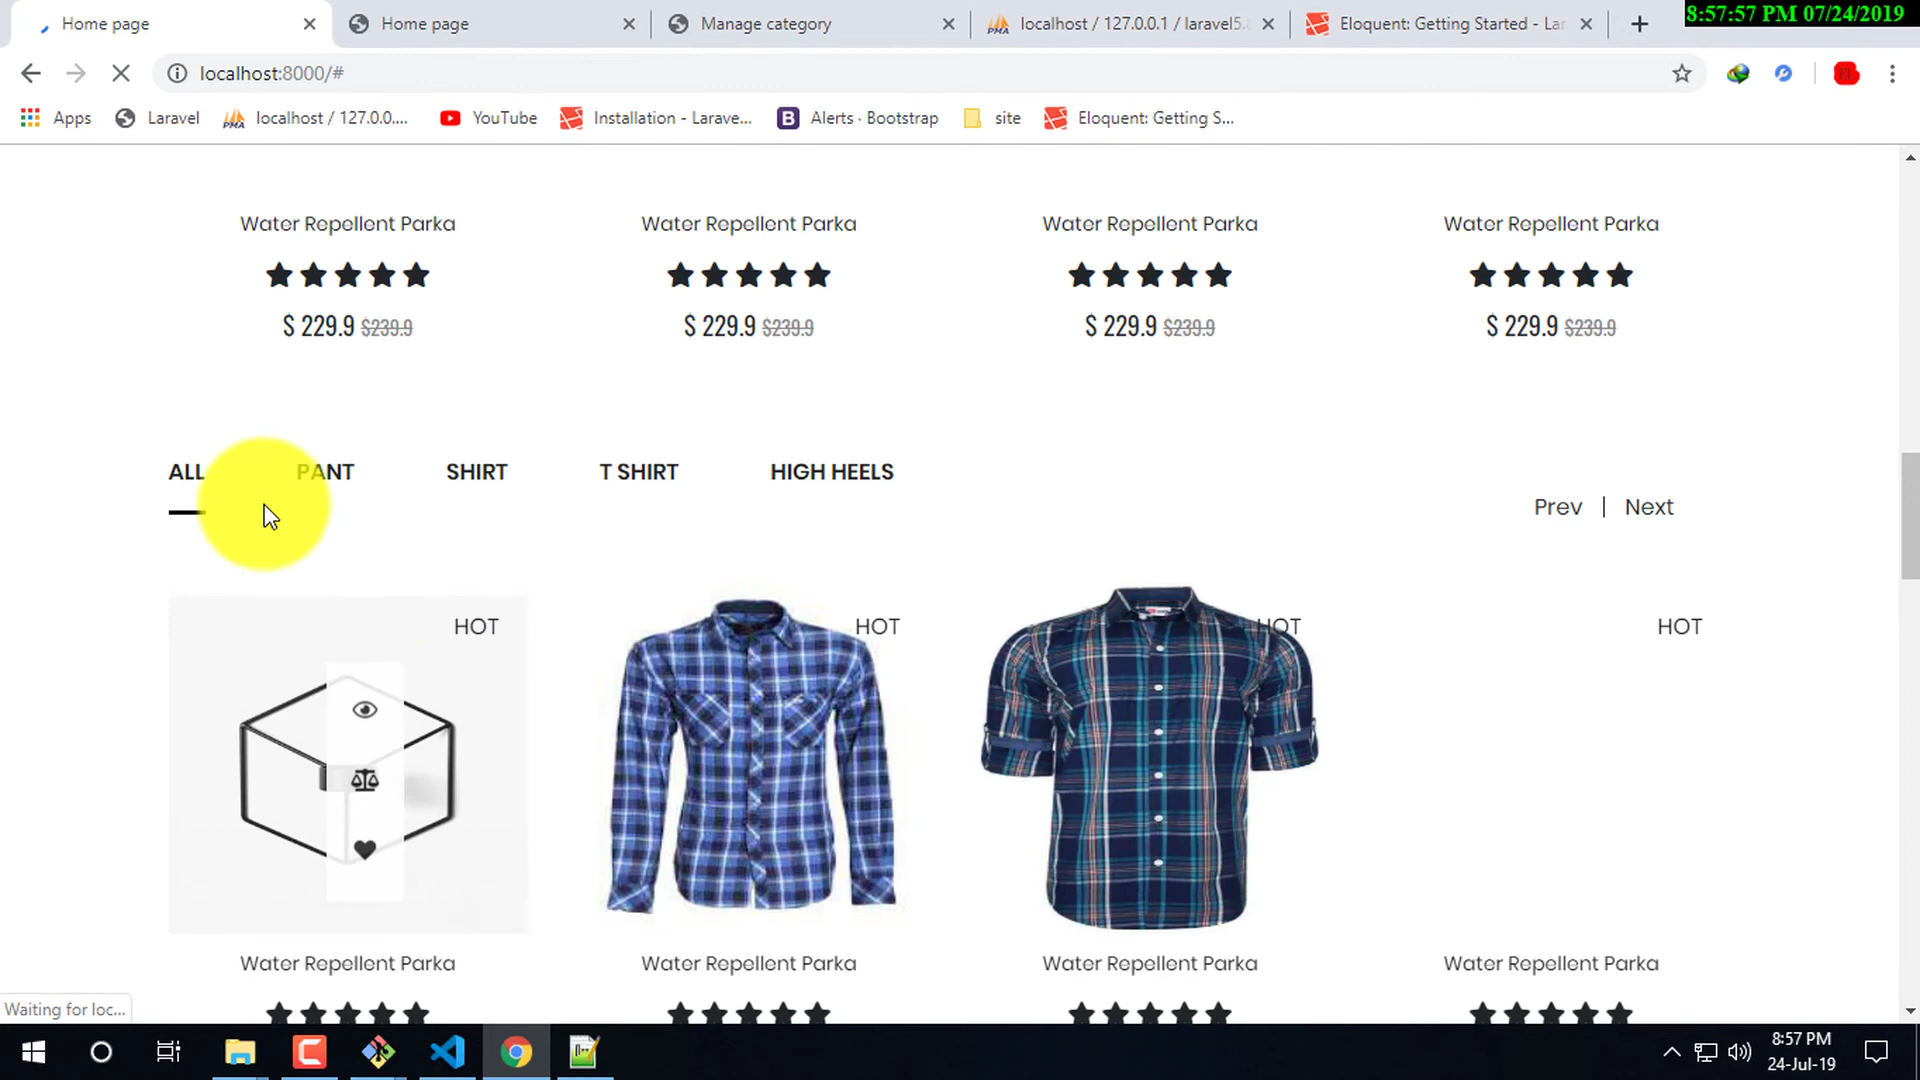 Home page
Home page
Manage category
localhost / 127.0.0.1 / laravel5.
Eloquent: Getting Started - Lar
8:57:57 PM 07/24/2019
localhost:8000/#
Apps
Laravel
localhost / 127.0.0....
YouTube
Installation - Larave...
Alerts · Bootstrap
site
Eloquent: Getting S...
Water Repellent Parka
Water Repellent Parka
Water Repellent Parka
Water Repellent Parka
$ 229.9 $239.9
$ 229.9 $239.9
$ 229.9 $239.9
$ 229.9 $239.9
ALL
PANT
SHIRT
T SHIRT
HIGH HEELS
Prev | Next
HOT
HOT
HOT
HOT
Water Repellent Parka
Water Repellent Parka
Water Repellent Parka
Water Repellent Parka
Waiting for loc...
8:57 PM
24-Jul-19